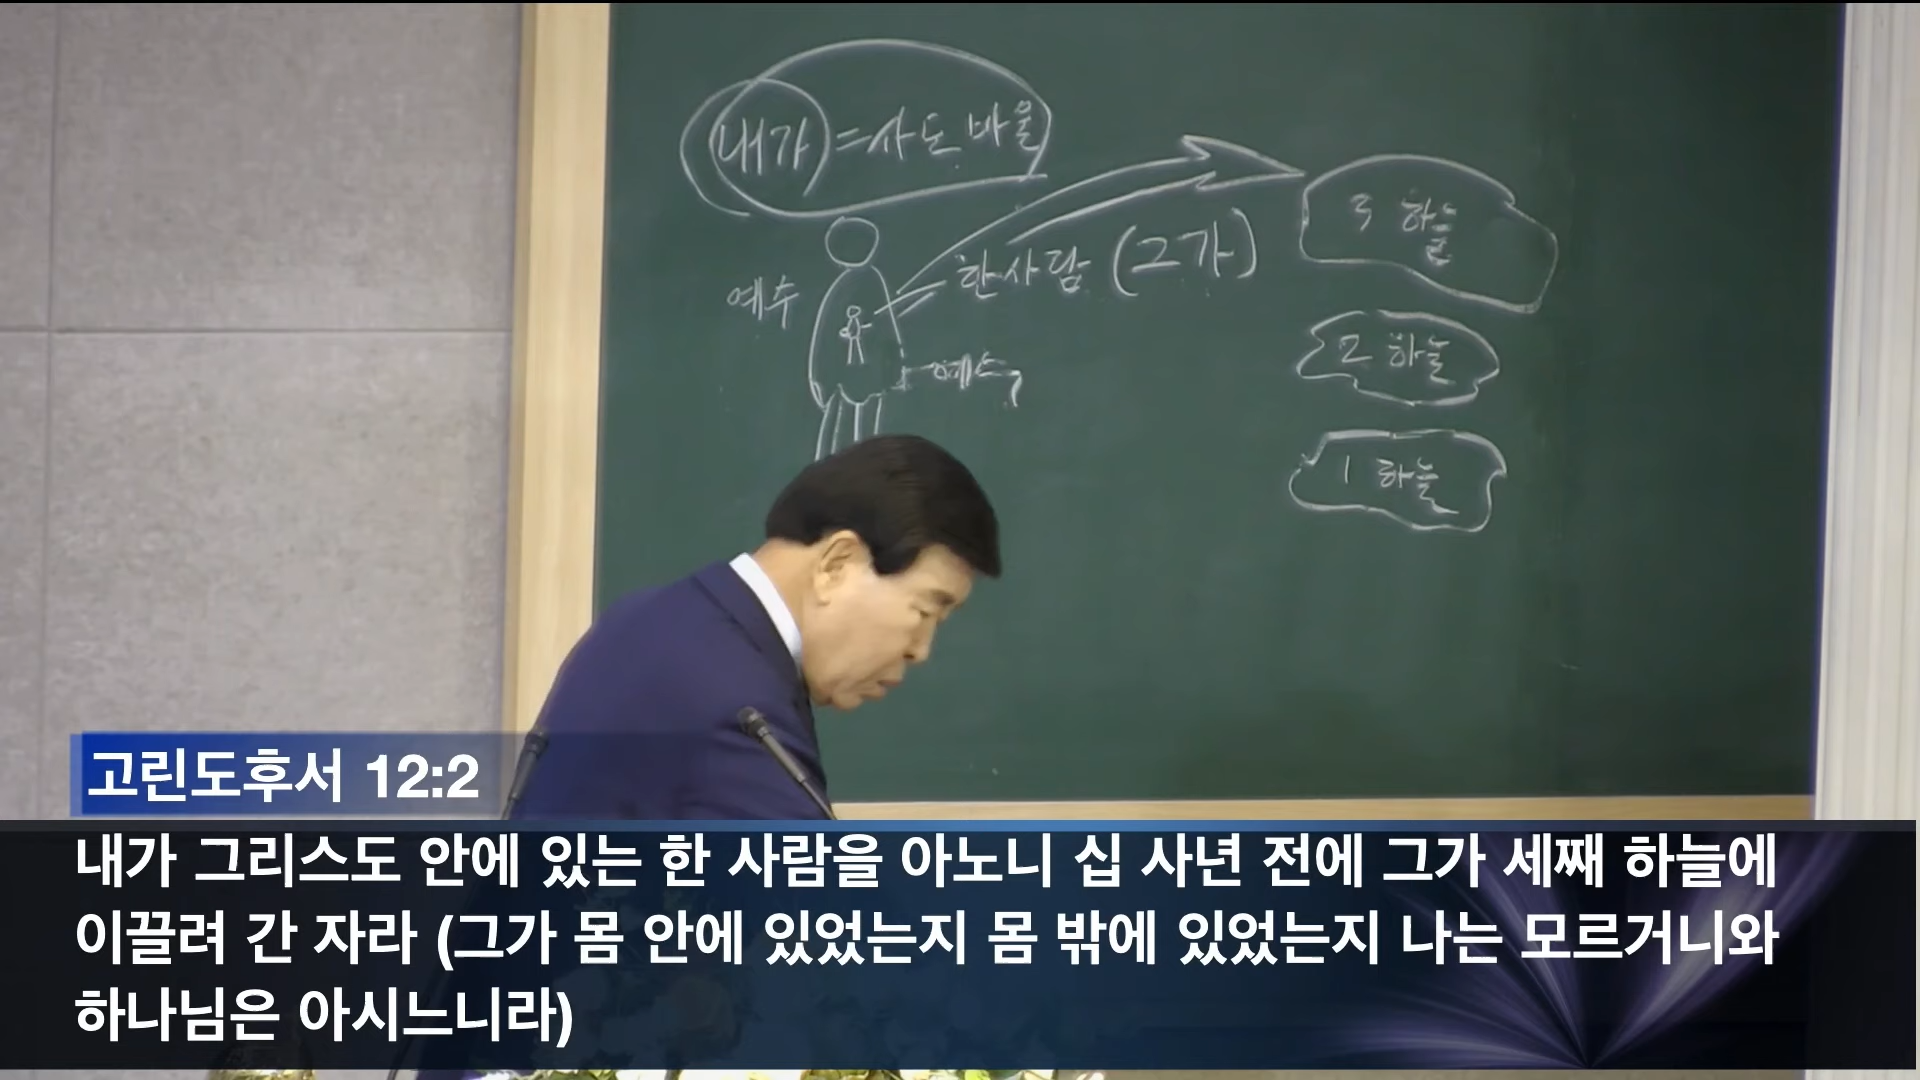 내가 = 사도 바울
3 하늘
한사람 (그가)
예수
2 하늘
예수
1 하늘
고린도후서 12:2
내가 그리스도 안에 있는 한 사람을 아노니 십 사년 전에 그가 세째 하늘에
이끌려 간 자라 (그가 몸 안에 있었는지 몸 밖에 있었는지 나는 모르거니와
하나님은 아시느니라)